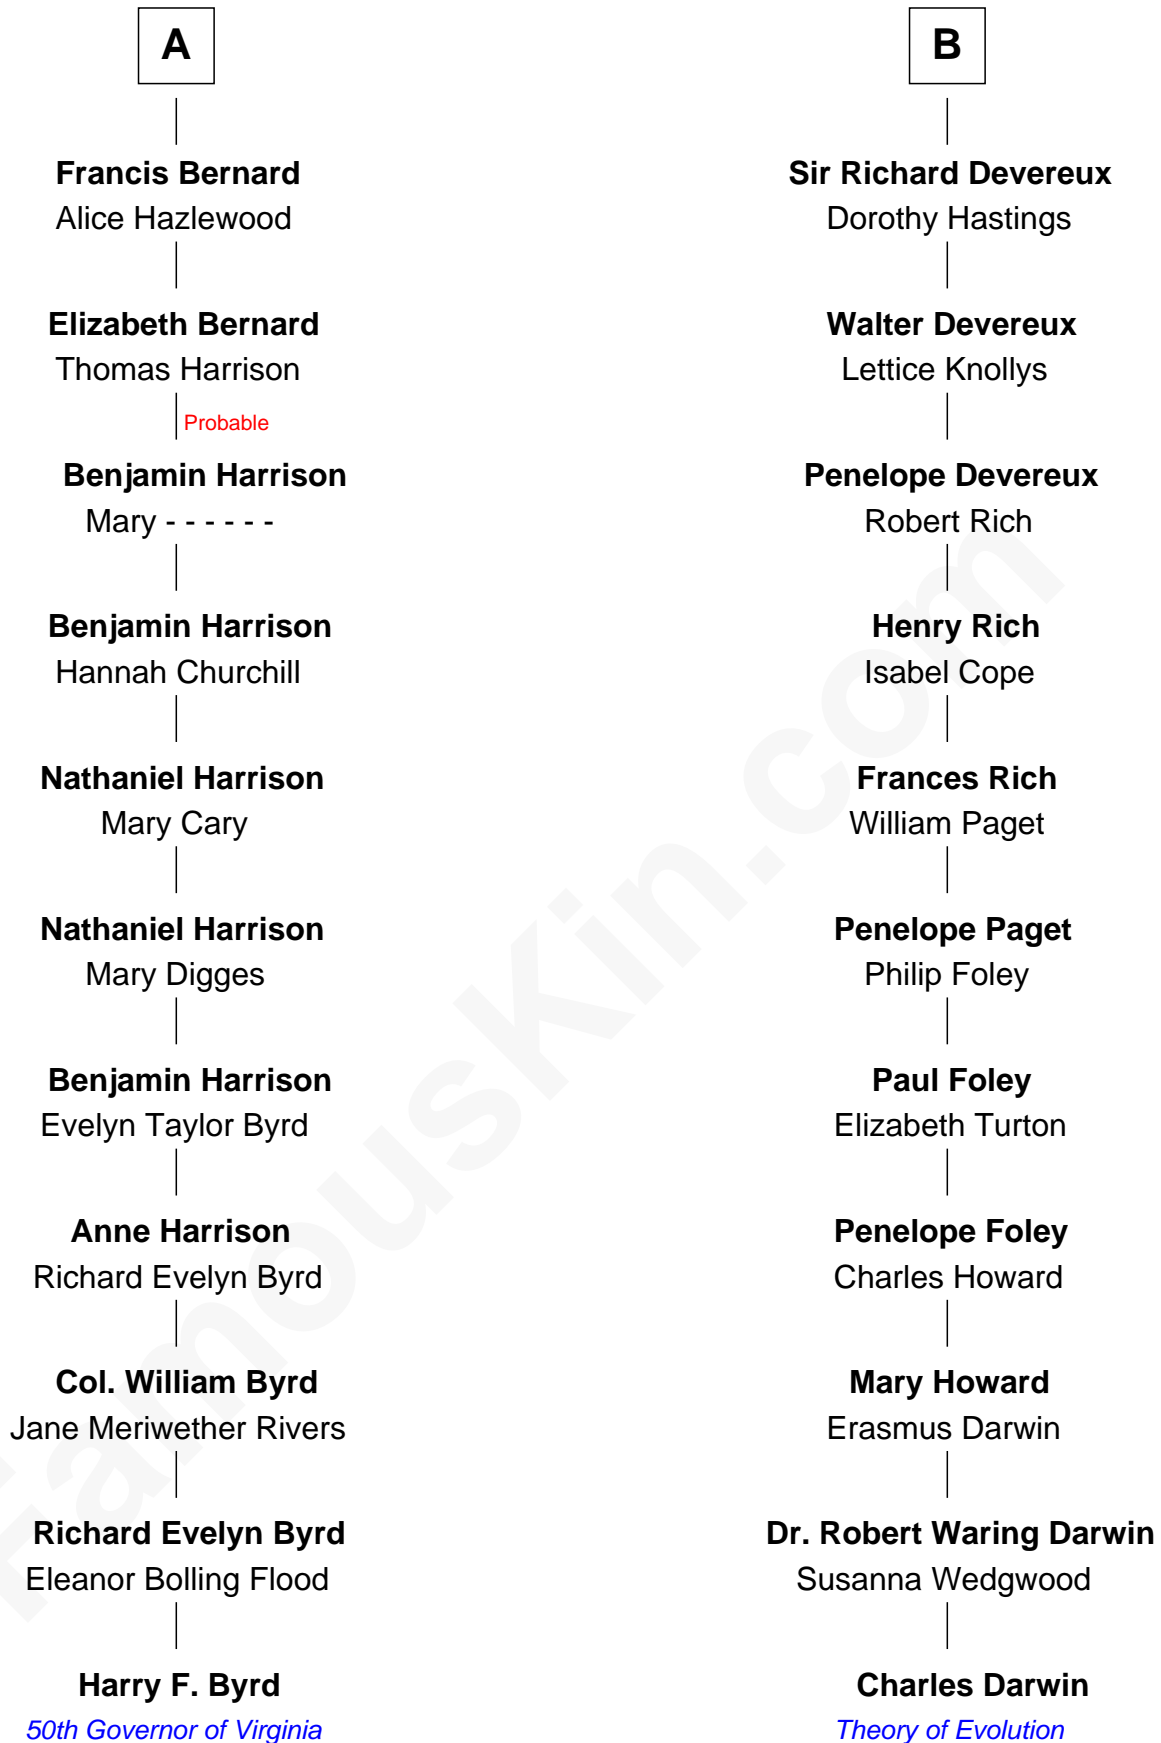 A
Francis Bernard
Alice Hazlewood
Elizabeth Bernard
Thomas Harrison
Probable
Benjamin Harrison
Mary - - - - - -
Benjamin Harrison
Hannah Churchill
Nathaniel Harrison
Mary Cary
Nathaniel Harrison
Mary Digges
Benjamin Harrison
Evelyn Taylor Byrd
Anne Harrison
Richard Evelyn Byrd
Col. William Byrd
Jane Meriwether Rivers
Richard Evelyn Byrd
Eleanor Bolling Flood
Harry F. Byrd
50th Governor of Virginia
B
Sir Richard Devereux
Dorothy Hastings
Walter Devereux
Lettice Knollys
Penelope Devereux
Robert Rich
Henry Rich
Isabel Cope
Frances Rich
William Paget
Penelope Paget
Philip Foley
Paul Foley
Elizabeth Turton
Penelope Foley
Charles Howard
Mary Howard
Erasmus Darwin
Dr. Robert Waring Darwin
Susanna Wedgwood
Charles Darwin
Theory of Evolution
FamousKin.com